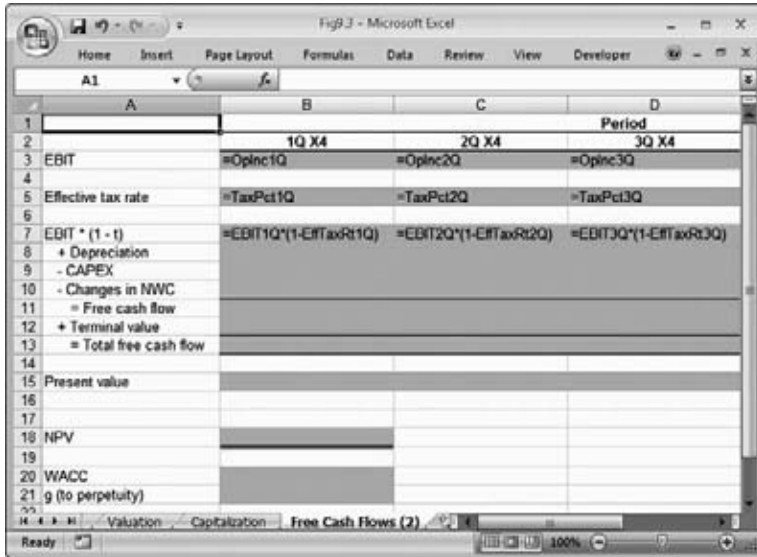 Fig9.3 - Microsoft Excel
Home Insert Page Layout Formulas Data Review View Developer
A1 fx
A B C D
1 Period
2 1Q X4 2Q X4 3Q X4
3 EBIT =OpInc1Q =OpInc2Q =OpInc3Q
4
5 Effective tax rate =TaxPct1Q =TaxPct2Q =TaxPct3Q
6
7 EBIT * (1 - t) =EBIT1Q*(1-EffTaxRt1Q) =EBIT2Q*(1-EffTaxRt2Q) =EBIT3Q*(1-EffTaxRt3Q)
8 + Depreciation
9 - CAPEX
10 - Changes in NWC
11 = Free cash flow
12 + Terminal value
13 = Total free cash flow
14
15 Present value
16
17
18 NPV
19
20 WACC
21 g (to perpetuity)
22
Valuation Capitalization Free Cash Flows (2)
Ready 100%